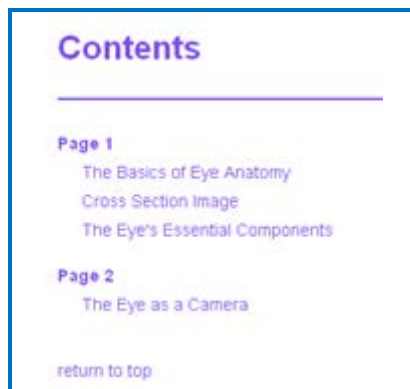 Contents
Page 1
The Basics of Eye Anatomy
Cross Section Image
The Eye's Essential Components
Page 2
The Eye as a Camera
return to top